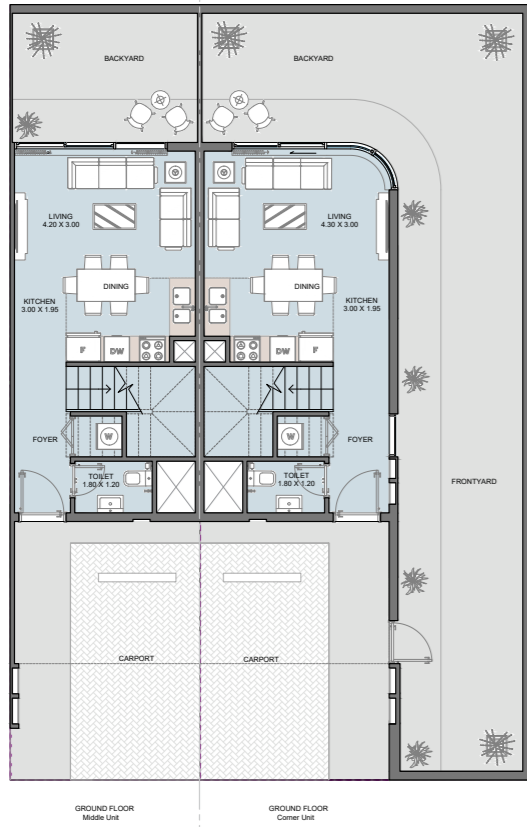 BACKYARD
BACKYARD
LIVING
4.20 X 3.00
LIVING
4.30 X 3.00
DINING
DINING
KITCHEN
3.00 X 1.95
KITCHEN
3.00 X 1.95
F
DW
DW
F
FOYER
W
W
FOYER
TOILET
1.80 X 1.20
TOILET
1.80 X 1.20
FRONTYARD
CARPORT
CARPORT
GROUND FLOOR
Middle Unit
GROUND FLOOR
Corner Unit